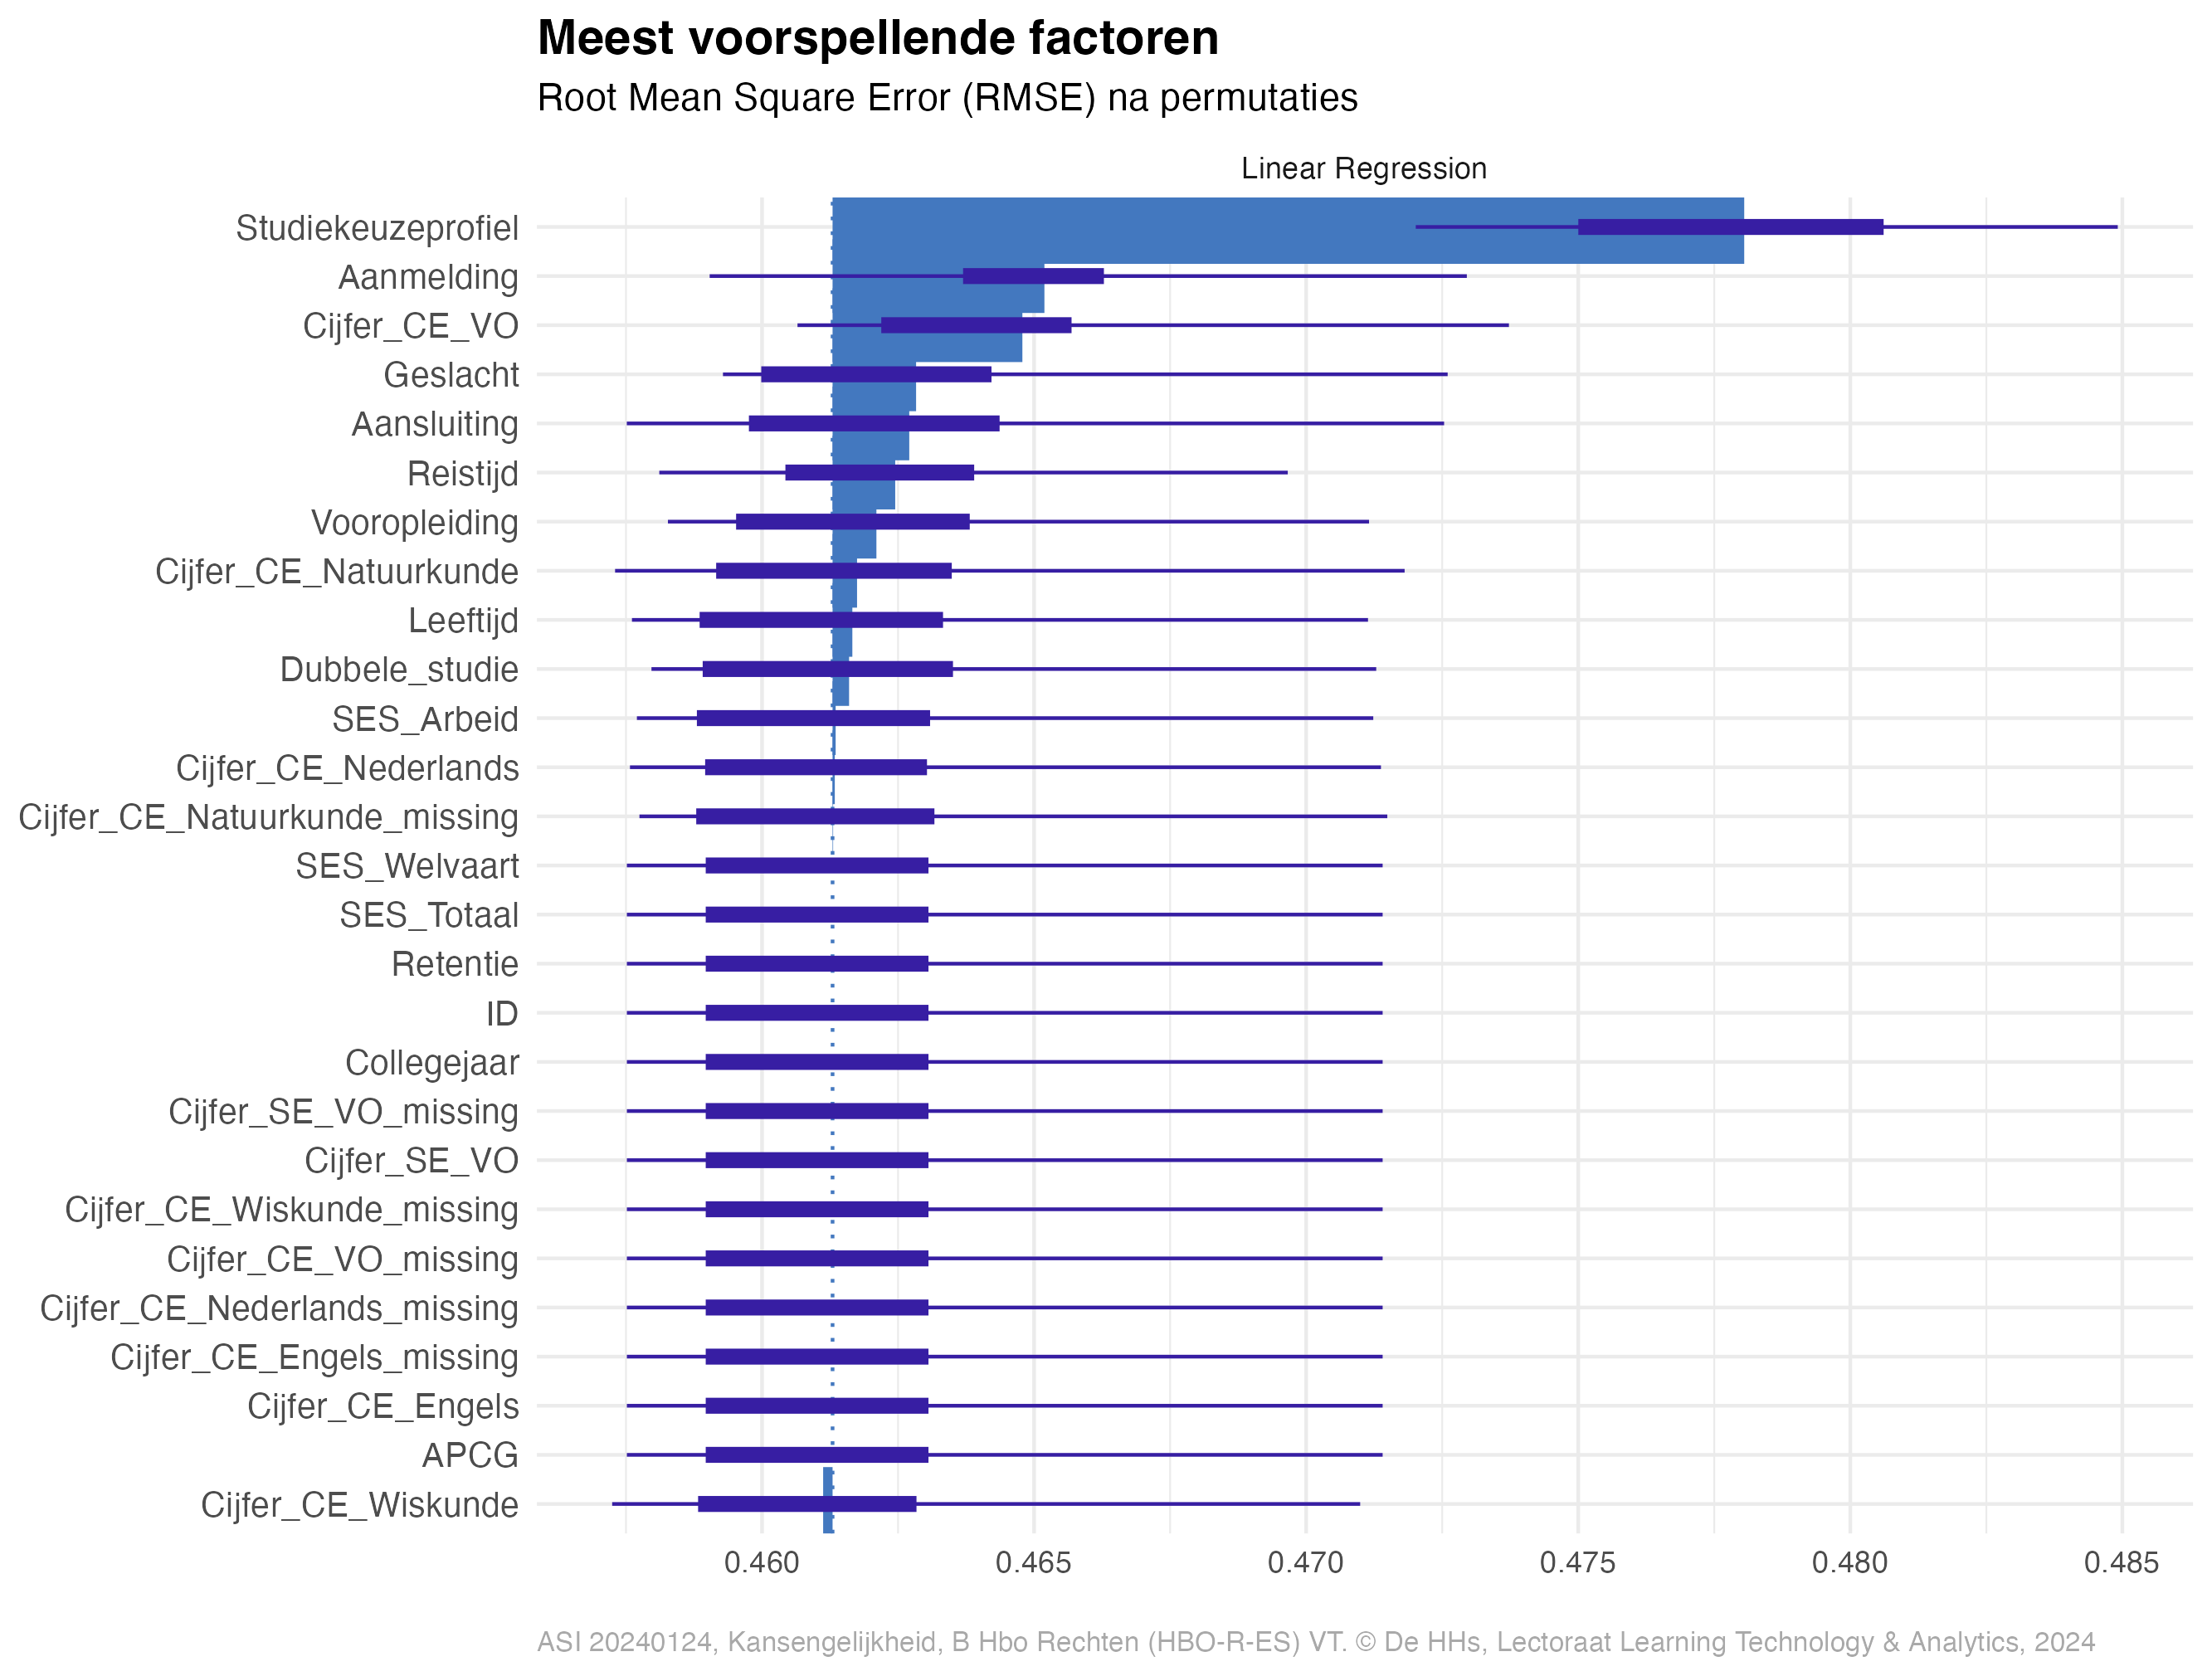 Meest voorspellende factoren
Root Mean Square Error (RMSE) na permutaties
Linear Regression
Studiekeuzeprofiel
Aanmelding
Cijfer_CE_VO
Geslacht
Aansluiting
Reistijd
Vooropleiding
Cijfer_CE_Natuurkunde
Leeftijd
Dubbele_studie
SES_Arbeid
Cijfer_CE_Nederlands
Cijfer_CE_Natuurkunde_missing
SES_Welvaart
SES_Totaal
Retentie
ID
Collegejaar
Cijfer_SE_VO_missing
Cijfer_SE_VO
Cijfer_CE_Wiskunde_missing
Cijfer_CE_VO_missing
Cijfer_CE_Nederlands_missing
Cijfer_CE_Engels_missing
Cijfer_CE_Engels
APCG
Cijfer_CE_Wiskunde
0.460 0.465 0.470 0.475 0.480 0.485
ASI 20240124, Kansengelijkheid, B Hbo Rechten (HBO-R-ES) VT. © De HHs, Lectoraat Learning Technology & Analytics, 2024